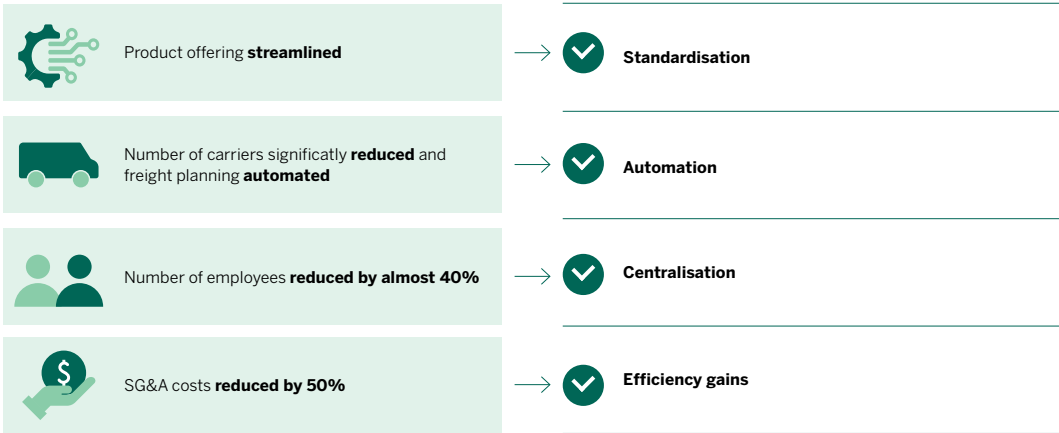 Product offering streamlined
Standardisation
Number of carriers significatly reduced and
freight planning automated
Automation
Number of employees reduced by almost 40%
Centralisation
$
SG&A costs reduced by 50%
Efficiency gains